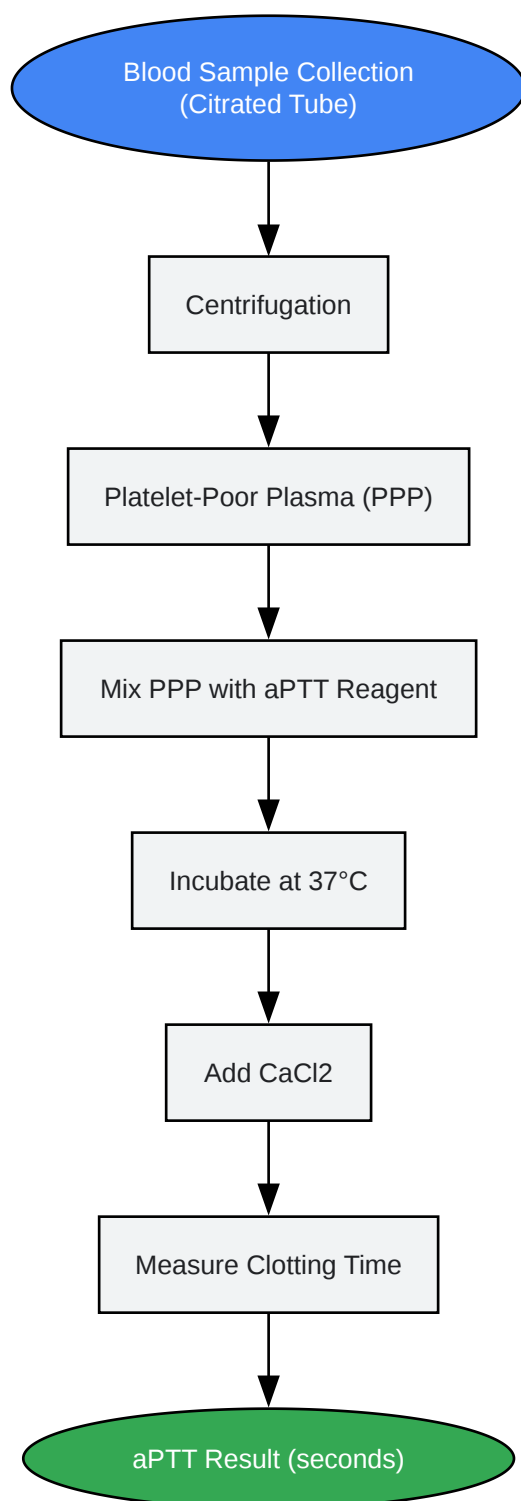 Blood Sample Collection
(Citrated Tube)
Centrifugation
Platelet-Poor Plasma (PPP)
Mix PPP with aPTT Reagent
Incubate at 37°C
Add CaCl2
Measure Clotting Time
aPTT Result (seconds)